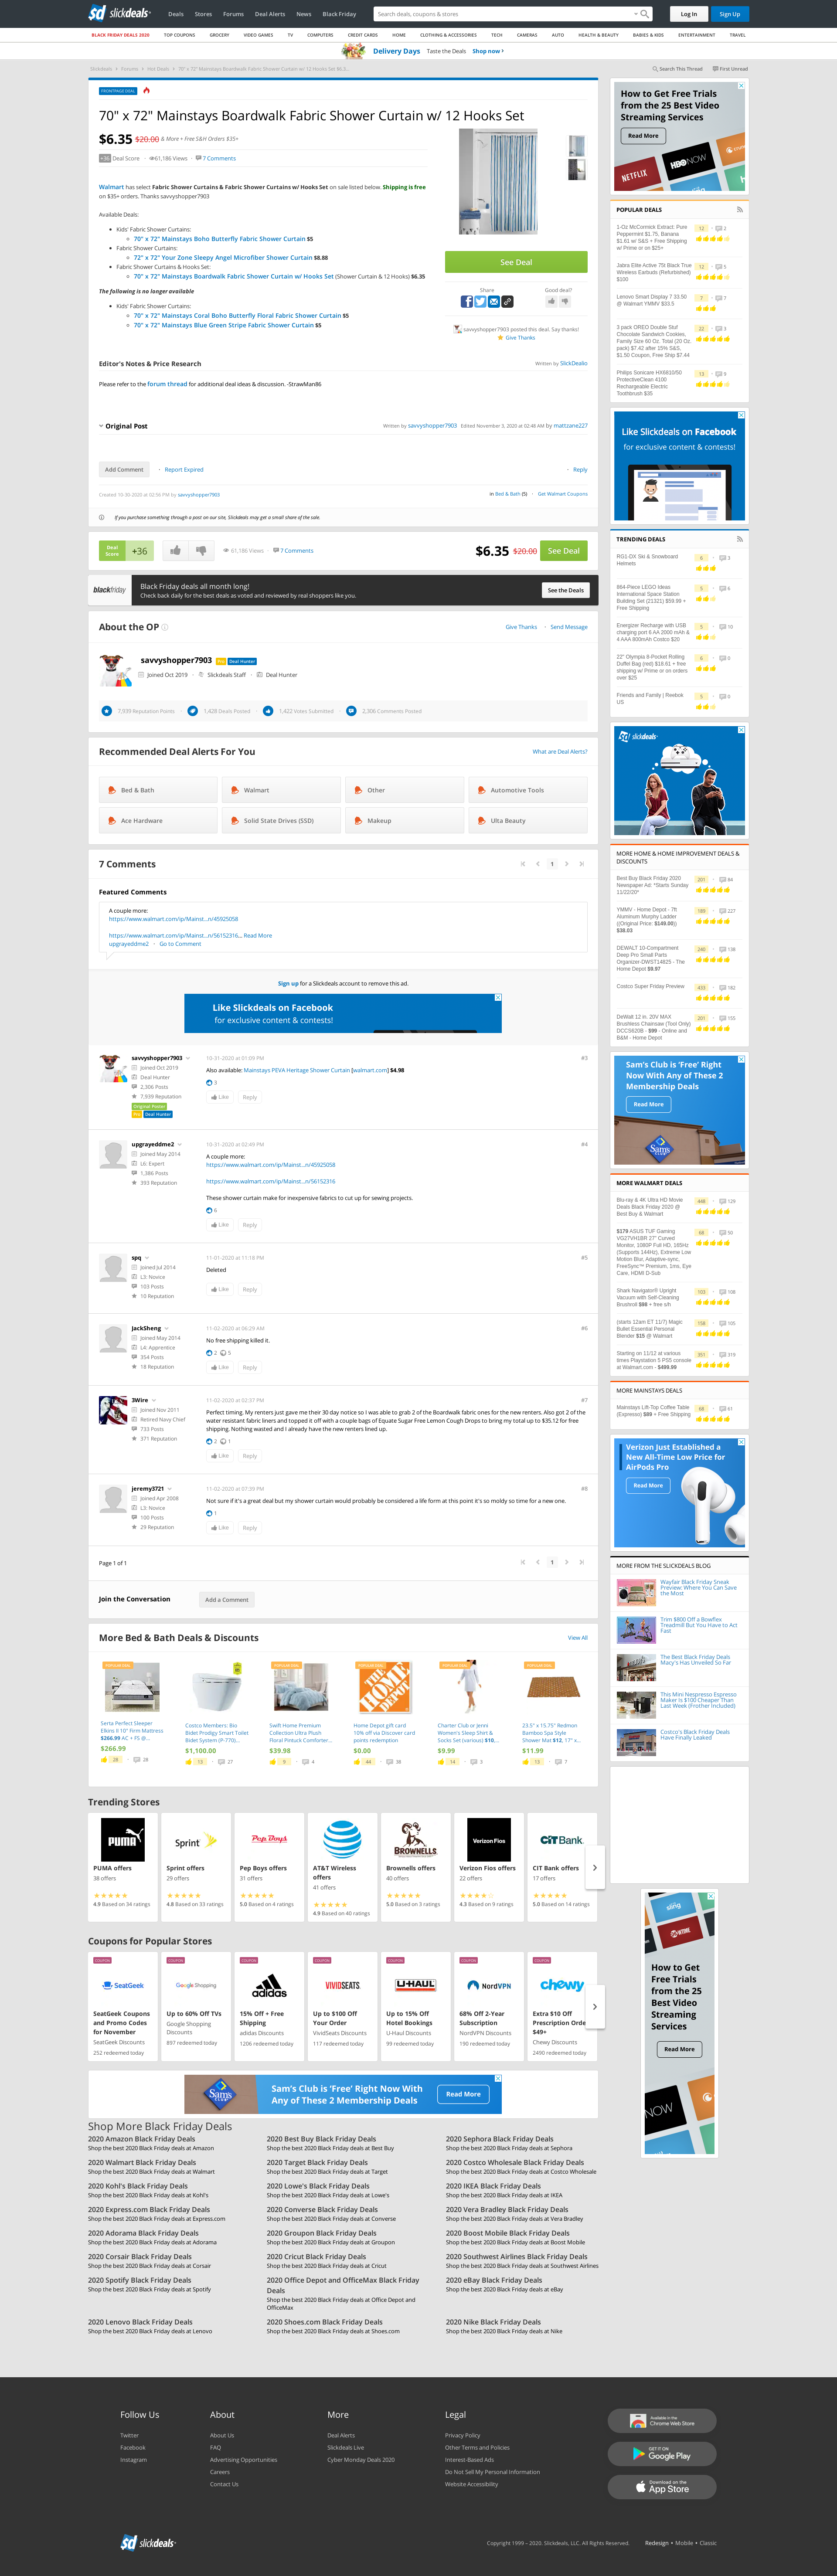 slickdeals
Deals Stores Forums Deal Alerts News Black Friday
Search deals, coupons & stores
Log In Sign Up
BLACK FRIDAY DEALS 2020 TOP COUPONS GROCERY VIDEO GAMES TV COMPUTERS CREDIT CARDS HOME CLOTHING & ACCESSORIES TECH CAMERAS AUTO HEALTH & BEAUTY BABIES & KIDS ENTERTAINMENT TRAVEL
Delivery Days Taste the Deals Shop now ›
Slickdeals › Forums › Hot Deals › 70" x 72" Mainstays Boardwalk Fabric Shower Curtain w/ 12 Hooks Set
Search This Thread First Unread
FRONTPAGE DEAL
70" x 72" Mainstays Boardwalk Fabric Shower Curtain w/ 12 Hooks Set
$6.35 $20.00 & More + Free S&H Orders $35+
+36 Deal Score 61,186 Views 7 Comments
Walmart has select Fabric Shower Curtains & Fabric Shower Curtains w/ Hooks Set on sale listed below. Shipping is free
on $35+ orders. Thanks savvyshopper7903
Available Deals:
Kids' Fabric Shower Curtains:
70" x 72" Mainstays Boho Butterfly Fabric Shower Curtain $5
Fabric Shower Curtains:
72" x 72" Your Zone Sleepy Angel Microfiber Shower Curtain $8.88
Fabric Shower Curtains & Hooks Set:
70" x 72" Mainstays Boardwalk Fabric Shower Curtain w/ Hooks Set (Shower Curtain & 12 Hooks) $6.35
The following is no longer available
Kids' Fabric Shower Curtains:
70" x 72" Mainstays Coral Boho Butterfly Floral Fabric Shower Curtain $5
70" x 72" Mainstays Blue Green Stripe Fabric Shower Curtain $5
See Deal
Share Good deal?
savvyshopper7903 posted this deal. Say thanks!
Give Thanks
Editor's Notes & Price Research Written by SlickDealio
Please refer to the forum thread for additional deal ideas & discussion. -StrawMan86
Original Post Written by savvyshopper7903 Edited November 3, 2020 at 02:48 AM by mattzane227
Add Comment Report Expired Reply
Created 10-30-2020 at 02:36 PM by savvyshopper7903 in Bed & Bath (5) Get Walmart Coupons
If you purchase something through a post on our site, Slickdeals may get a small share of the sale.
Deal Score +36 61,186 Views 7 Comments $6.35 $20.00 See Deal
blackfriday
Black Friday deals all month long!
Check back daily for the best deals as voted and reviewed by real shoppers like you.
See the Deals
About the OP Give Thanks Send Message
savvyshopper7903 Pro Deal Hunter
Joined Oct 2019 Slickdeals Staff Deal Hunter
7,939 Reputation Points 1,428 Deals Posted 1,422 Votes Submitted 2,306 Comments Posted
Recommended Deal Alerts For You What are Deal Alerts?
Bed & Bath Walmart Other Automotive Tools
Ace Hardware Solid State Drives (SSD) Makeup Ulta Beauty
7 Comments 1
Featured Comments
A couple more:
https://www.walmart.com/ip/Mainst...n/45925058
https://www.walmart.com/ip/Mainst...n/56152316... Read More
upgrayeddme2 Go to Comment
Sign up for a Slickdeals account to remove this ad.
Like Slickdeals on Facebook
for exclusive content & contests!
savvyshopper7903 10-31-2020 at 01:09 PM #3
Joined Oct 2019
Deal Hunter
2,306 Posts
7,939 Reputation
Original Poster
Pro Deal Hunter
Also available: Mainstays PEVA Heritage Shower Curtain [walmart.com] $4.98
3
Like Reply
upgrayeddme2 10-31-2020 at 02:49 PM #4
Joined May 2014
L6: Expert
1,386 Posts
393 Reputation
A couple more:
https://www.walmart.com/ip/Mainst...n/45925058
https://www.walmart.com/ip/Mainst...n/56152316
These shower curtain make for inexpensive fabrics to cut up for sewing projects.
6
Like Reply
spq 11-01-2020 at 11:18 PM #5
Joined Jul 2014
L3: Novice
103 Posts
10 Reputation
Deleted
Like Reply
JackSheng 11-02-2020 at 06:29 AM #6
Joined May 2014
L4: Apprentice
354 Posts
18 Reputation
No free shipping killed it.
2 5
Like Reply
3Wire 11-02-2020 at 02:37 PM #7
Joined Nov 2011
Retired Navy Chief
733 Posts
371 Reputation
Perfect timing. My renters just gave me their 30 day notice so i was able to grab 2 of the Boardwalk fabric ones for the new renters. Also got 2 of the
water resistant fabric liners and topped it off with a couple bags of Equate Sugar Free Lemon Cough Drops to bring my total up to $35.12 for free
shipping. Nothing wasted and I already have the new renters lined up.
2 1
Like Reply
jeremy3721 11-02-2020 at 07:39 PM #8
Joined Apr 2008
L3: Novice
100 Posts
29 Reputation
Not sure if it's a great deal but my shower curtain would probably be considered a life form at this point it's so moldy so time for a new one.
1
Like Reply
Page 1 of 1 1
Join the Conversation Add a Comment
More Bed & Bath Deals & Discounts View All
Serta Perfect Sleeper Elkins II 10" Firm Mattress $266.99 AC + FS @...
$266.99
28 28
Costco Members: Bio Bidet Prodigy Smart Toilet Bidet System (P-770)...
$1,100.00
13 27
Swift Home Premium Collection Ultra Plush Floral Pintuck Comforter...
$39.98
9 4
Home Depot gift card 10% off via Discover card points redemption
$0.00
44 38
Charter Club or Jenni Women's Sleep Shirt & Socks Set (various) $10,...
$9.99
14 3
23.5" x 15.75" Redmon Bamboo Spa Style Shower Mat $12, 17" x...
$11.99
13 7
Trending Stores
PUMA offers
38 offers
4.9 Based on 34 ratings
Sprint offers
29 offers
4.8 Based on 33 ratings
Pep Boys offers
31 offers
5.0 Based on 4 ratings
AT&T Wireless offers
41 offers
4.9 Based on 40 ratings
Brownells offers
40 offers
5.0 Based on 3 ratings
Verizon Fios offers
22 offers
4.3 Based on 9 ratings
CIT Bank offers
17 offers
5.0 Based on 14 ratings
Coupons for Popular Stores
SeatGeek Coupons and Promo Codes for November
SeatGeek Discounts
252 redeemed today
Up to 60% Off TVs
Google Shopping Discounts
897 redeemed today
15% Off + Free Shipping
adidas Discounts
1206 redeemed today
Up to $100 Off Your Order
VividSeats Discounts
117 redeemed today
Up to 15% Off Hotel Bookings
U-Haul Discounts
99 redeemed today
68% Off 2-Year Subscription
NordVPN Discounts
190 redeemed today
Extra $10 Off Prescription Orde $49+
Chewy Discounts
2490 redeemed today
Sam's Club is 'Free' Right Now With
Any of These 2 Membership Deals
Read More
Shop More Black Friday Deals
2020 Amazon Black Friday Deals
Shop the best 2020 Black Friday deals at Amazon
2020 Best Buy Black Friday Deals
Shop the best 2020 Black Friday deals at Best Buy
2020 Sephora Black Friday Deals
Shop the best 2020 Black Friday deals at Sephora
2020 Walmart Black Friday Deals
Shop the best 2020 Black Friday deals at Walmart
2020 Target Black Friday Deals
Shop the best 2020 Black Friday deals at Target
2020 Costco Wholesale Black Friday Deals
Shop the best 2020 Black Friday deals at Costco Wholesale
2020 Kohl's Black Friday Deals
Shop the best 2020 Black Friday deals at Kohl's
2020 Lowe's Black Friday Deals
Shop the best 2020 Black Friday deals at Lowe's
2020 IKEA Black Friday Deals
Shop the best 2020 Black Friday deals at IKEA
2020 Express.com Black Friday Deals
Shop the best 2020 Black Friday deals at Express.com
2020 Converse Black Friday Deals
Shop the best 2020 Black Friday deals at Converse
2020 Vera Bradley Black Friday Deals
Shop the best 2020 Black Friday deals at Vera Bradley
2020 Adorama Black Friday Deals
Shop the best 2020 Black Friday deals at Adorama
2020 Groupon Black Friday Deals
Shop the best 2020 Black Friday deals at Groupon
2020 Boost Mobile Black Friday Deals
Shop the best 2020 Black Friday deals at Boost Mobile
2020 Corsair Black Friday Deals
Shop the best 2020 Black Friday deals at Corsair
2020 Cricut Black Friday Deals
Shop the best 2020 Black Friday deals at Cricut
2020 Southwest Airlines Black Friday Deals
Shop the best 2020 Black Friday deals at Southwest Airlines
2020 Spotify Black Friday Deals
Shop the best 2020 Black Friday deals at Spotify
2020 Office Depot and OfficeMax Black Friday Deals
Shop the best 2020 Black Friday deals at Office Depot and OfficeMax
2020 eBay Black Friday Deals
Shop the best 2020 Black Friday deals at eBay
2020 Lenovo Black Friday Deals
Shop the best 2020 Black Friday deals at Lenovo
2020 Shoes.com Black Friday Deals
Shop the best 2020 Black Friday deals at Shoes.com
2020 Nike Black Friday Deals
Shop the best 2020 Black Friday deals at Nike
How to Get Free Trials
from the 25 Best Video
Streaming Services
Read More
POPULAR DEALS
1-Oz McCormick Extract: Pure Peppermint $1.75, Banana $1.61 w/ S&S + Free Shipping w/ Prime or on $25+
12 2
Jabra Elite Active 75t Black True Wireless Earbuds (Refurbished) $100
12 5
Lenovo Smart Display 7 33.50 @ Walmart YMMV $33.5
7 7
3 pack OREO Double Stuf Chocolate Sandwich Cookies, Family Size 60 Oz. Total (20 Oz. pack) $7.42 after 15% S&S, $1.50 Coupon. Free Ship $7.44
22 3
Philips Sonicare HX6810/50 ProtectiveClean 4100 Rechargeable Electric Toothbrush $35
13 9
Like Slickdeals on Facebook
for exclusive content & contests!
TRENDING DEALS
RG1-DX Ski & Snowboard Helmets
6 3
864-Piece LEGO Ideas International Space Station Building Set (21321) $59.99 + Free Shipping
5 6
Energizer Recharge with USB charging port 6 AA 2000 mAh & 4 AAA 800mAh Costco $20
5 10
22" Olympia 8-Pocket Rolling Duffel Bag (red) $18.61 + free shipping w/ Prime or on orders over $25
6 0
Friends and Family | Reebok US
5 0
slickdeals
MORE HOME & HOME IMPROVEMENT DEALS & DISCOUNTS
Best Buy Black Friday 2020 Newspaper Ad: *Starts Sunday 11/22/20*
201 84
YMMV - Home Depot - 7ft Aluminum Murphy Ladder ((Original Price: $149.00)) $38.03
189 227
DEWALT 10-Compartment Deep Pro Small Parts Organizer-DWST14825 - The Home Depot $9.97
240 138
Costco Super Friday Preview
433 182
DeWalt 12 in. 20V MAX Brushless Chainsaw (Tool Only) DCCS620B - $99 - Online and B&M - Home Depot
201 155
Sam's Club is 'Free' Right
Now With Any of These 2
Membership Deals
Read More
MORE WALMART DEALS
Blu-ray & 4K Ultra HD Movie Deals Black Friday 2020 @ Best Buy & Walmart
448 129
$179 ASUS TUF Gaming VG27VH1BR 27" Curved Monitor, 1080P Full HD, 165Hz (Supports 144Hz), Extreme Low Motion Blur, Adaptive-sync, FreeSync™ Premium, 1ms, Eye Care, HDMI D-Sub
68 50
Shark Navigator® Upright Vacuum with Self-Cleaning Brushroll $88 + free s/h
103 108
(starts 12am ET 11/7) Magic Bullet Essential Personal Blender $15 @ Walmart
158 105
Starting on 11/12 at various times Playstation 5 PS5 console at Walmart.com - $499.99
351 319
MORE MAINSTAYS DEALS
Mainstays Lift-Top Coffee Table (Espresso) $89 + Free Shipping
68 61
Verizon Just Established a
New All-Time Low Price for
AirPods Pro
Read More
MORE FROM THE SLICKDEALS BLOG
Wayfair Black Friday Sneak Preview: Where You Can Save the Most
Trim $800 Off a Bowflex Treadmill But You Have to Act Fast
The Best Black Friday Deals Macy's Has Unveiled So Far
This Mini Nespresso Espresso Maker Is $100 Cheaper Than Last Week (Frother Included)
Costco's Black Friday Deals Have Finally Leaked
How to Get
Free Trials
from the 25
Best Video
Streaming
Services
Read More
Follow Us
Twitter
Facebook
Instagram
About
About Us
FAQ
Advertising Opportunities
Careers
Contact Us
More
Deal Alerts
Slickdeals Live
Cyber Monday Deals 2020
Legal
Privacy Policy
Other Terms and Policies
Interest-Based Ads
Do Not Sell My Personal Information
Website Accessibility
Available in the Chrome Web Store
GET IT ON Google Play
Download on the App Store
slickdeals
Copyright 1999 – 2020. Slickdeals, LLC. All Rights Reserved. Redesign • Mobile • Classic